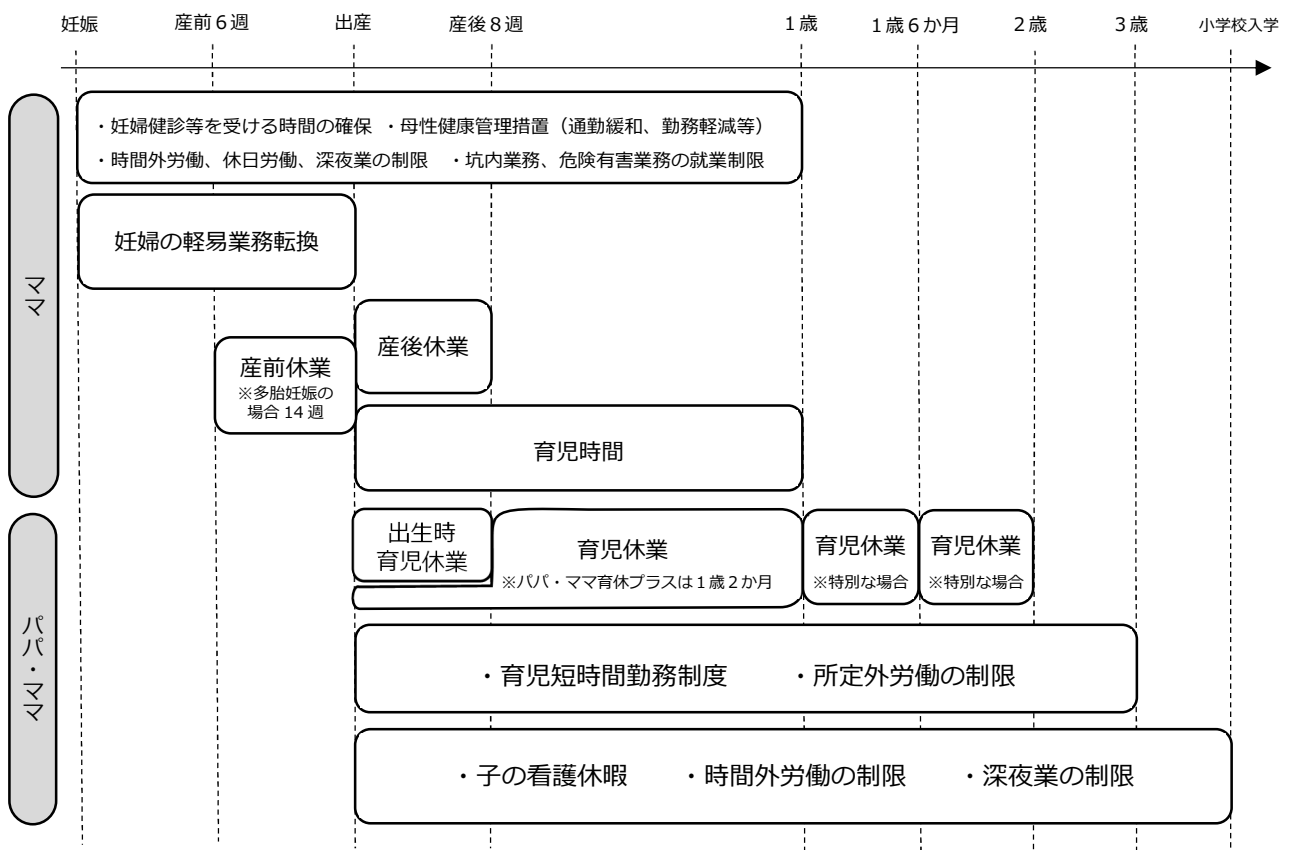 妊娠
産前6週
出産
産後8週
1歳
1歳6か月
2歳
3歳
小学校入学
ママ
・妊婦健診等を受ける時間の確保 ・母性健康管理措置（通勤緩和、勤務軽減等）
・時間外労働、休日労働、深夜業の制限 ・坑内業務、危険有害業務の就業制限
妊婦の軽易業務転換
産後休業
産前休業
※多胎妊娠の
場合 14 週
育児時間
パパ・ママ
出生時
育児休業
育児休業
※パパ・ママ育休プラスは1歳2か月
育児休業
※特別な場合
育児休業
※特別な場合
・育児短時間勤務制度 ・所定外労働の制限
・子の看護休暇 ・時間外労働の制限 ・深夜業の制限